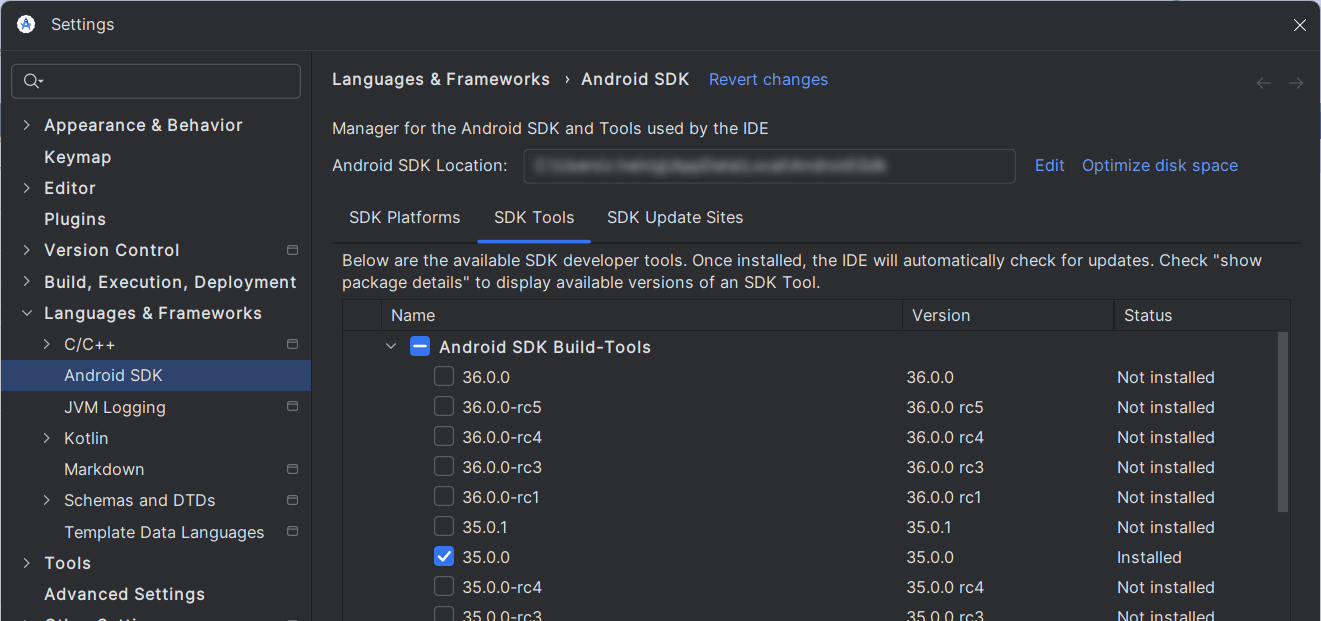 Settings
Languages & Frameworks › Android SDK Revert changes
Appearance & Behavior
Keymap
Editor
Plugins
Version Control
Build, Execution, Deployment
Languages & Frameworks
C/C++
Android SDK
JVM Logging
Kotlin
Markdown
Schemas and DTDs
Template Data Languages
Tools
Advanced Settings
Manager for the Android SDK and Tools used by the IDE
Android SDK Location: Edit Optimize disk space
SDK Platforms SDK Tools SDK Update Sites
Below are the available SDK developer tools. Once installed, the IDE will automatically check for updates. Check "show
package details" to display available versions of an SDK Tool.
Name Version Status
Android SDK Build-Tools
36.0.0 36.0.0 Not installed
36.0.0-rc5 36.0.0 rc5 Not installed
36.0.0-rc4 36.0.0 rc4 Not installed
36.0.0-rc3 36.0.0 rc3 Not installed
36.0.0-rc1 36.0.0 rc1 Not installed
35.0.1 35.0.1 Not installed
35.0.0 35.0.0 Installed
35.0.0-rc4 35.0.0 rc4 Not installed
35.0.0-rc3 35.0.0 rc3 Not installed